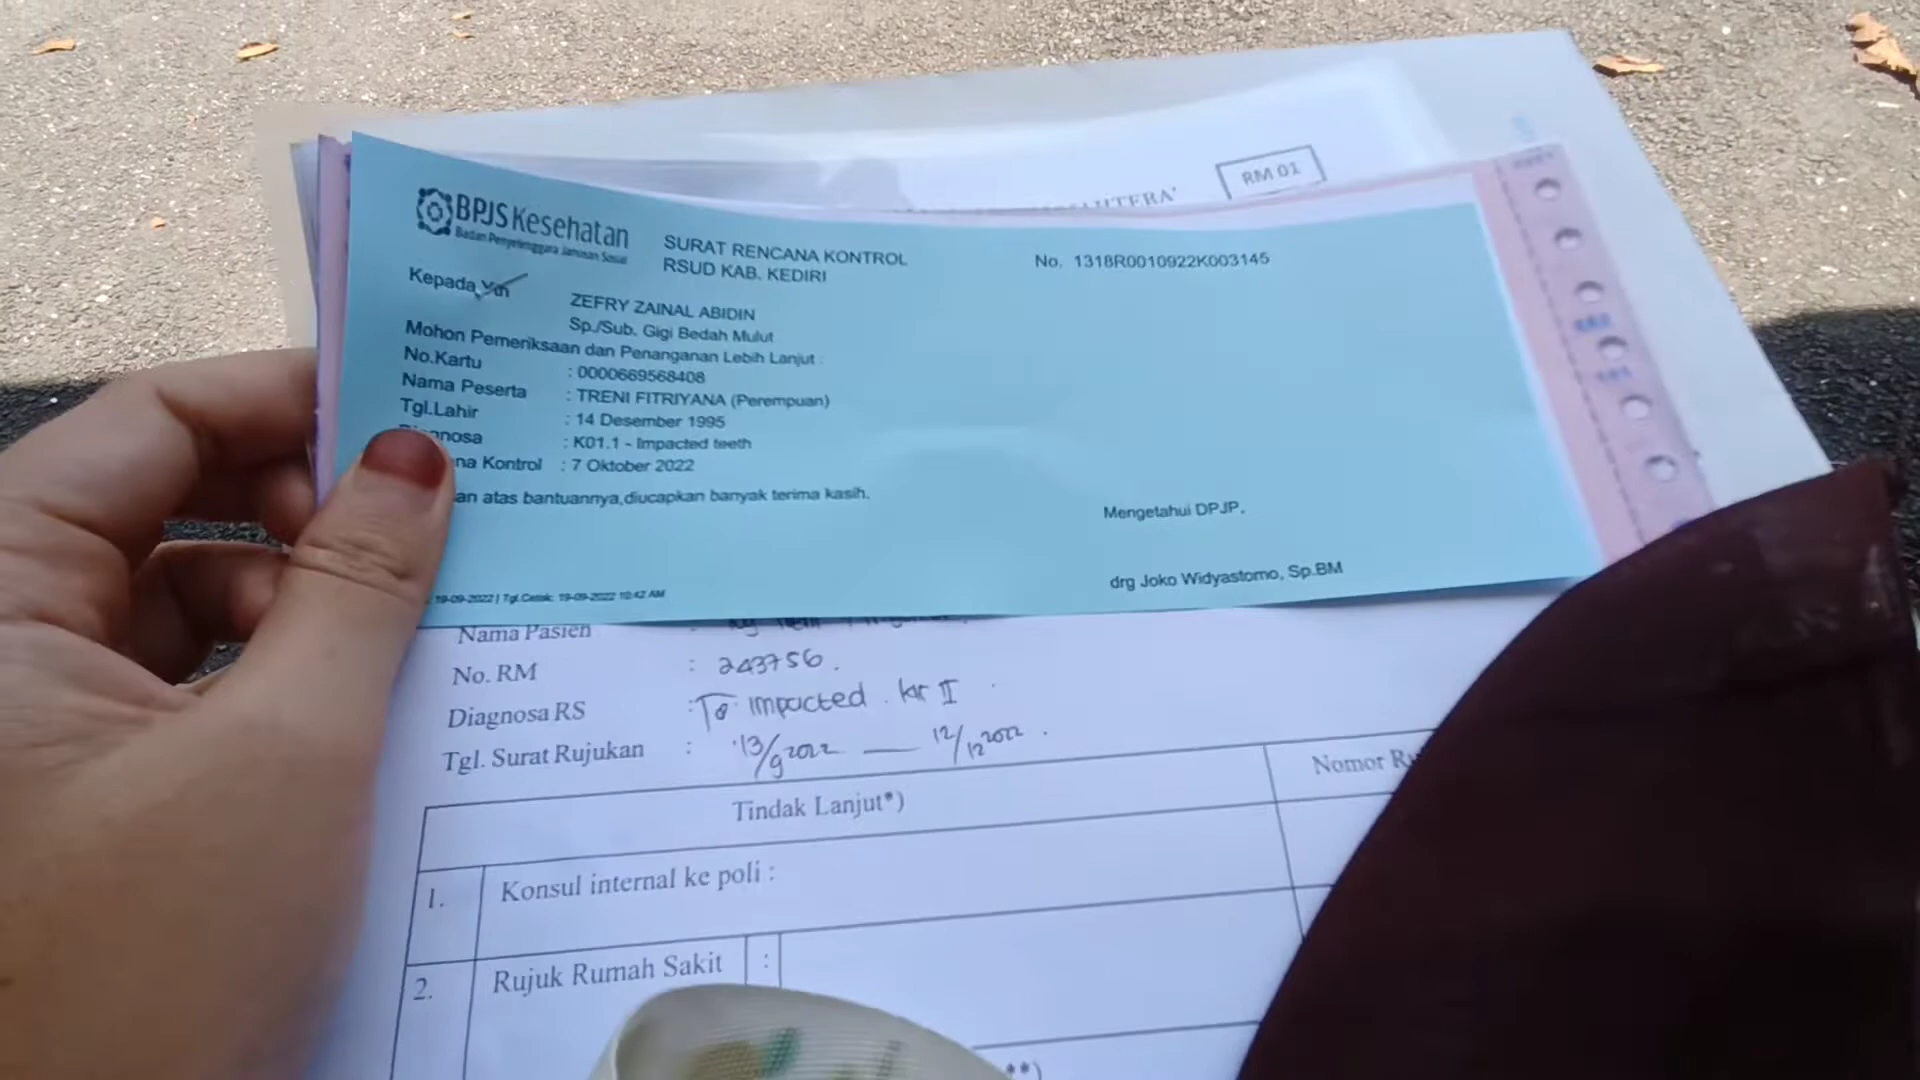 RM 01
BPJS Kesehatan
Badan Penyelenggara Jaminan Sosial
SURAT RENCANA KONTROL
RSUD KAB. KEDIRI
No. 1318R0010922K003145
Kepada Yth
ZEFRY ZAINAL ABIDIN
Sp./Sub. Gigi Bedah Mulut
Mohon Pemeriksaan dan Penanganan Lebih Lanjut :
No.Kartu : 0000669568408
Nama Peserta : TRENI FITRIYANA (Perempuan)
Tgl.Lahir : 14 Desember 1995
: K01.1 - Impacted teeth
Kontrol : 7 Oktober 2022
atas bantuannya,diucapkan banyak terima kasih.
Mengetahui DPJP,
drg Joko Widyastomo, Sp.BM
19-09-2022 | Tgl.Cetak: 19-09-2022 10:42 AM
Nama Pasien :
No. RM : 243756.
Diagnosa RS : impacted. kr II
Tgl. Surat Rujukan : 13/9 2022 — 12/12 2022.
Tindak Lanjut*)
Nomor
1. Konsul internal ke poli :
2. Rujuk Rumah Sakit :
**)